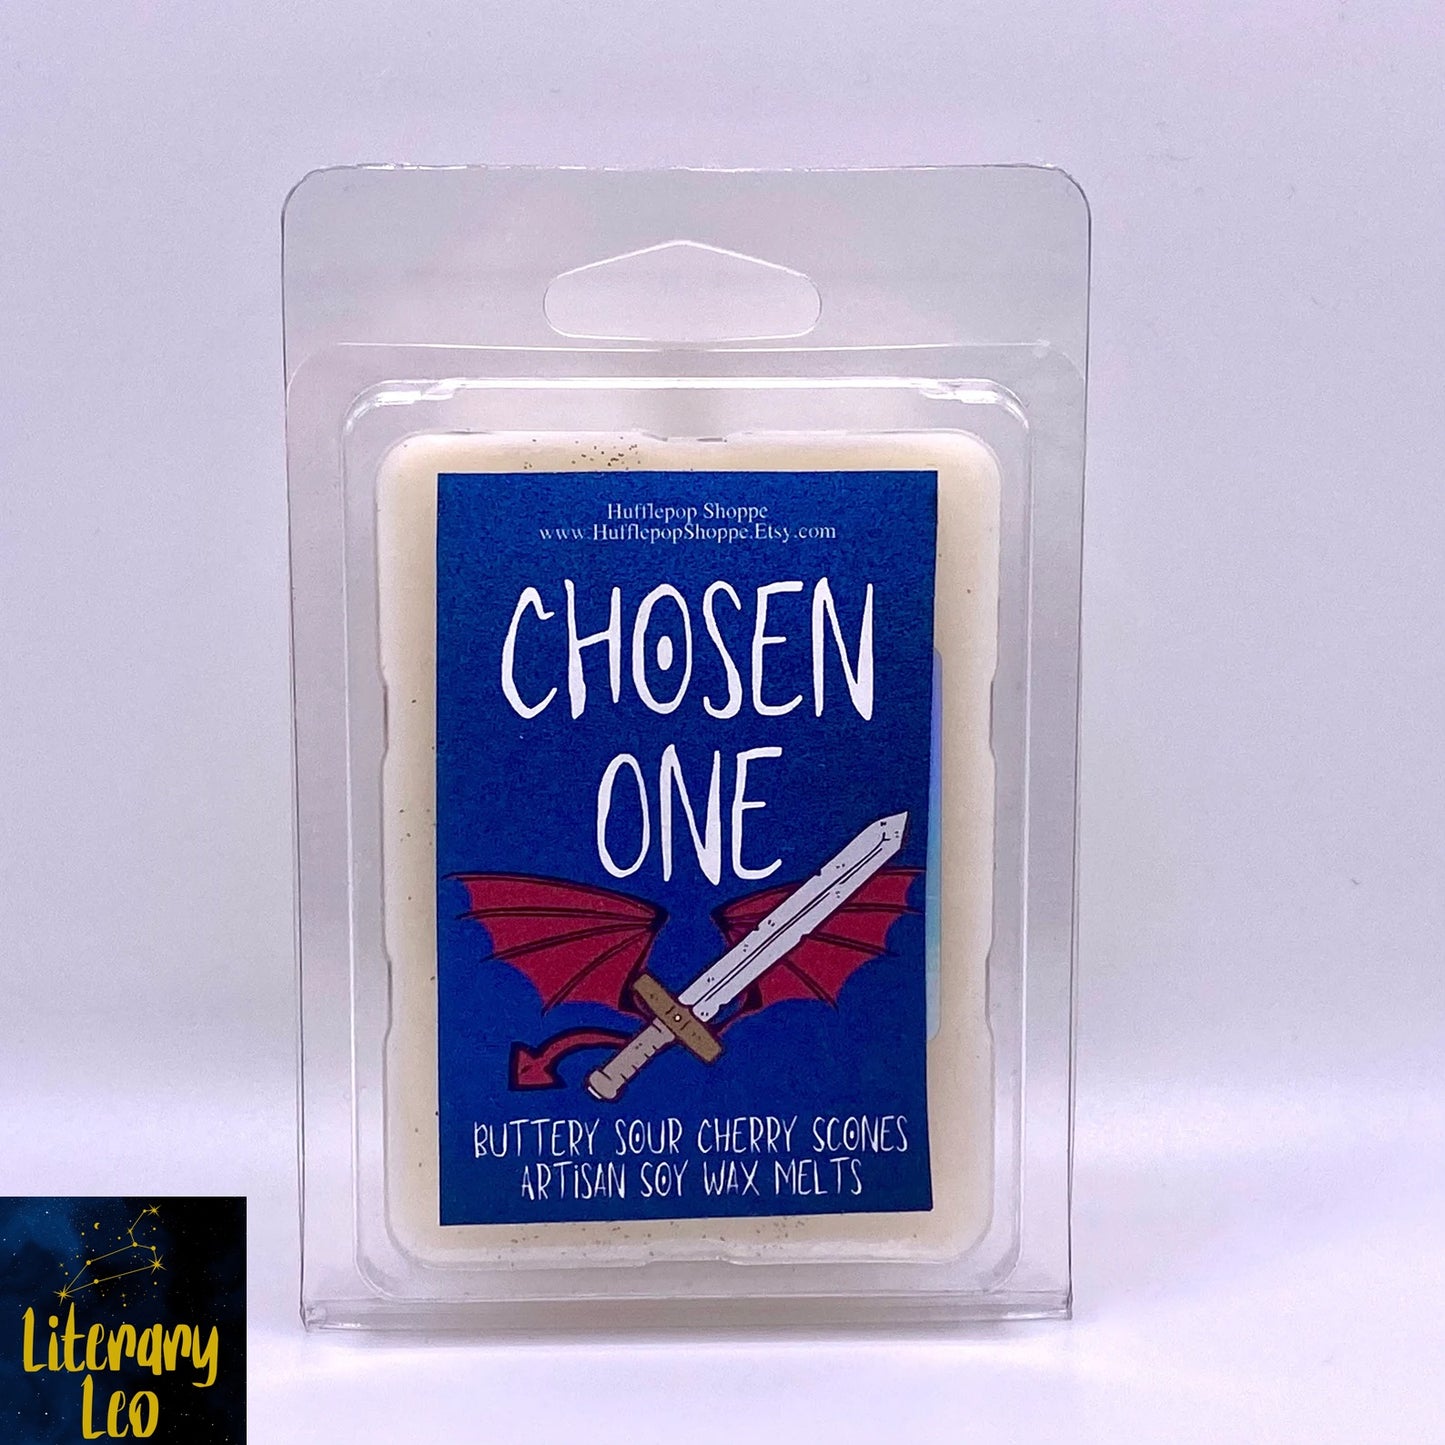 Hufflepop Shoppe
www.HufflepopShoppe.Etsy.com
CHOSEN
ONE
BUTTERY SOUR CHERRY SCONES
ARTISAN SOY WAX MELTS
Literary
Leo